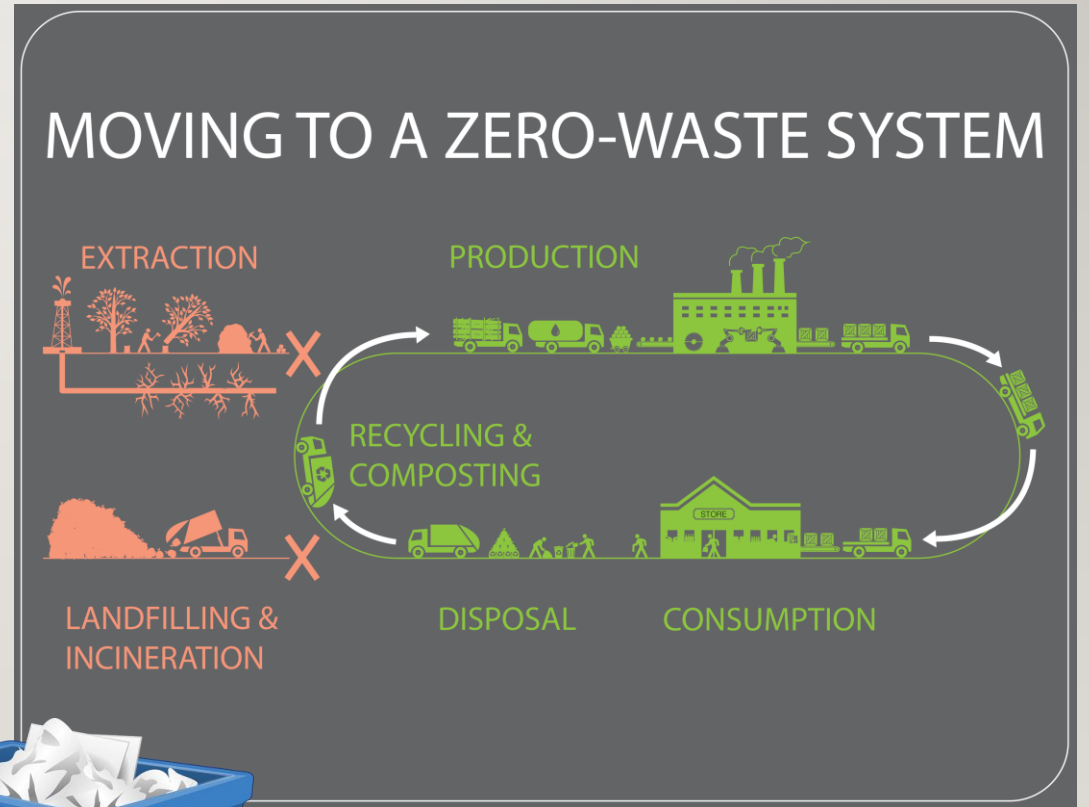 MOVING TO A ZERO-WASTE SYSTEM
EXTRACTION
PRODUCTION
RECYCLING &
COMPOSTING
STORE
LANDFILLING &
INCINERATION
DISPOSAL
CONSUMPTION